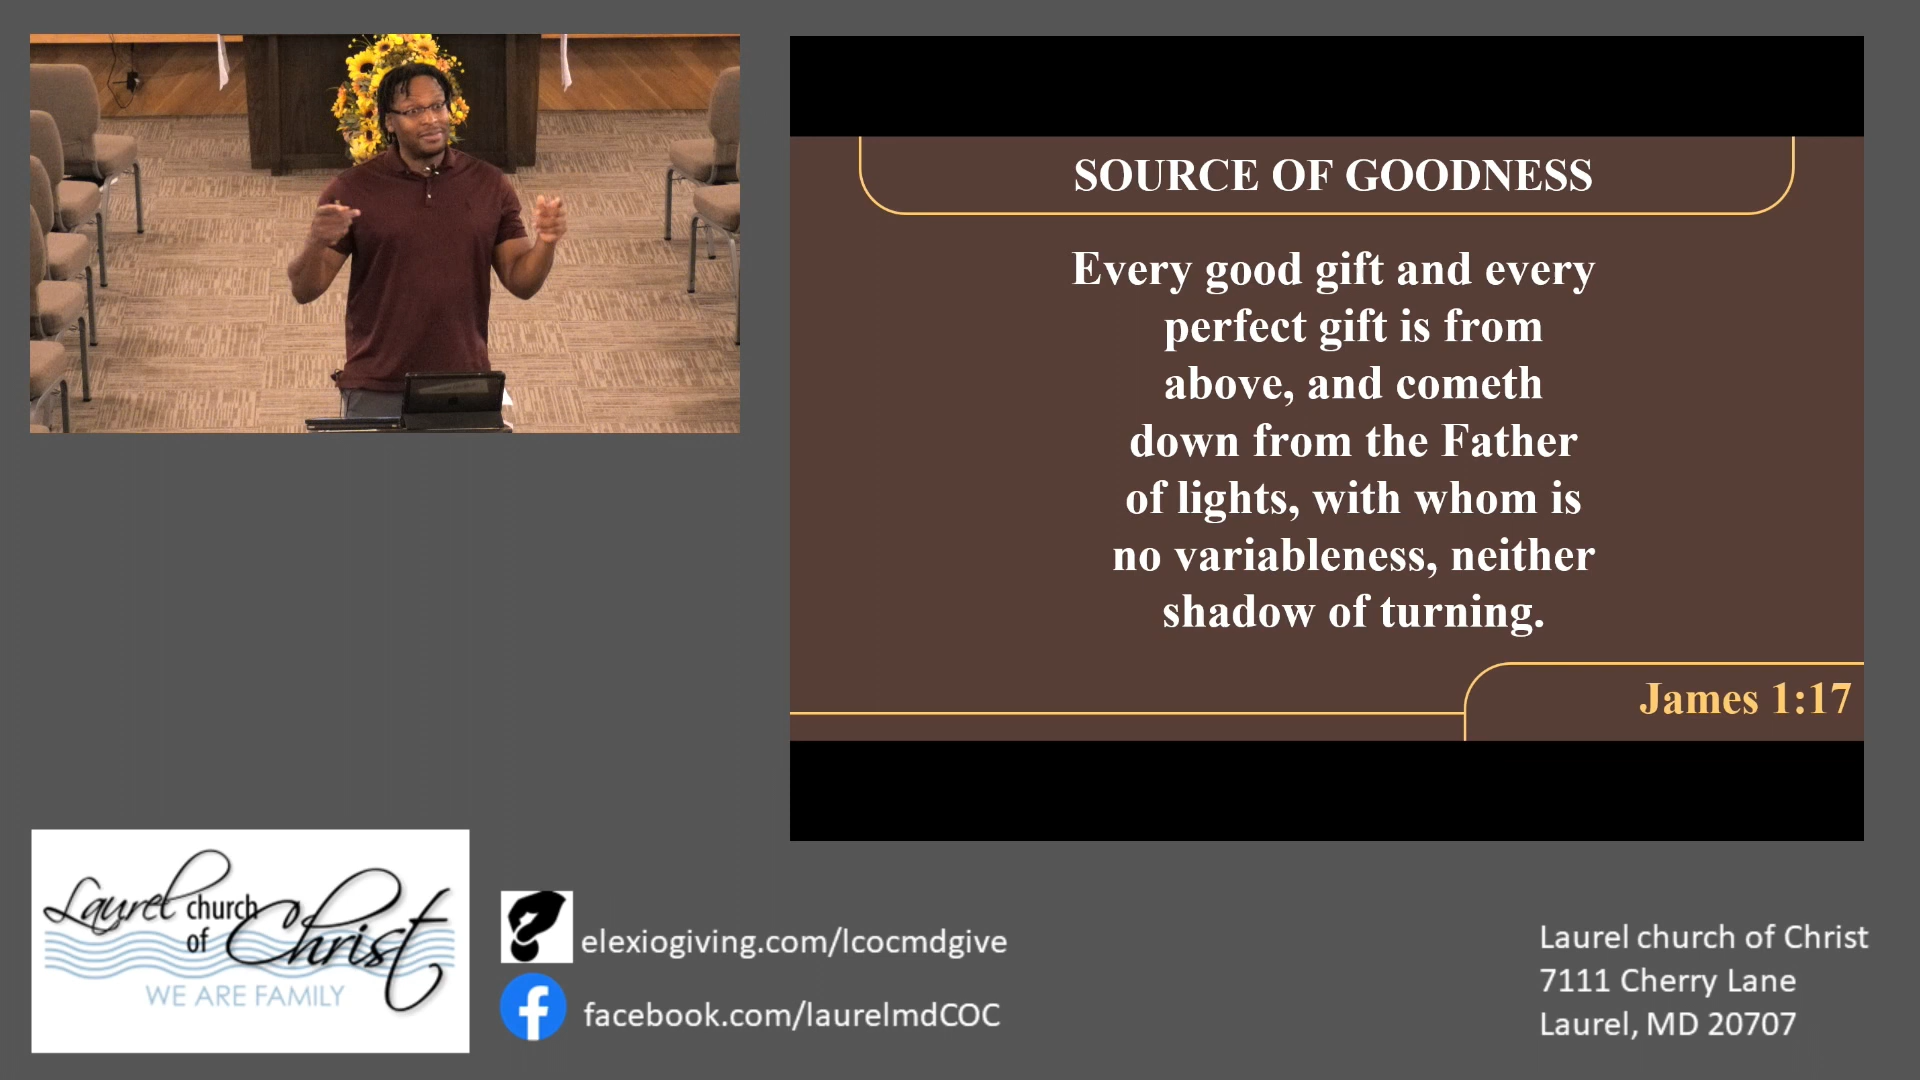 SOURCE OF GOODNESS
Every good gift and every
perfect gift is from
above, and cometh
down from the Father
of lights, with whom is
no variableness, neither
shadow of turning.
James 1:17
Laurel church
of Christ
WE ARE FAMILY
elexiogiving.com/lcocmdgive
facebook.com/laurelmdCOC
Laurel church of Christ
7111 Cherry Lane
Laurel, MD 20707